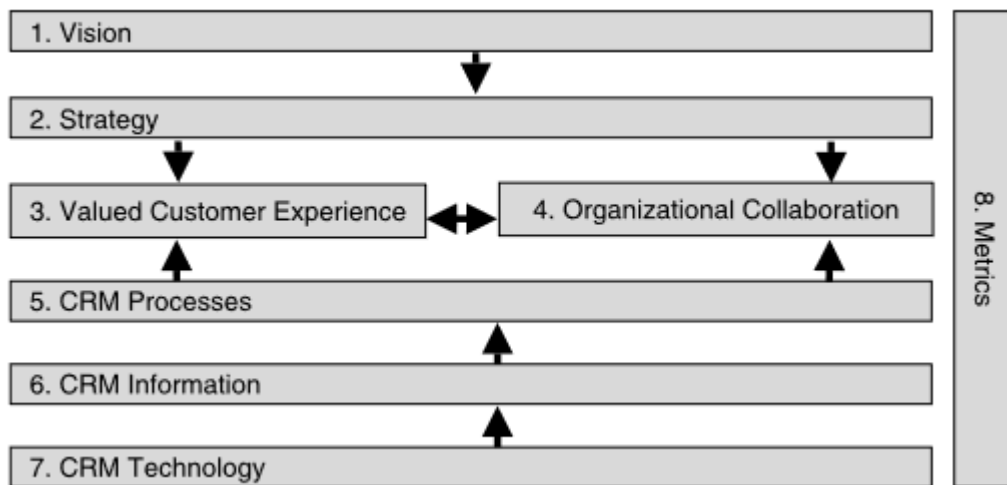 1. Vision
2. Strategy
3. Valued Customer Experience
4. Organizational Collaboration
5. CRM Processes
6. CRM Information
7. CRM Technology
8. Metrics